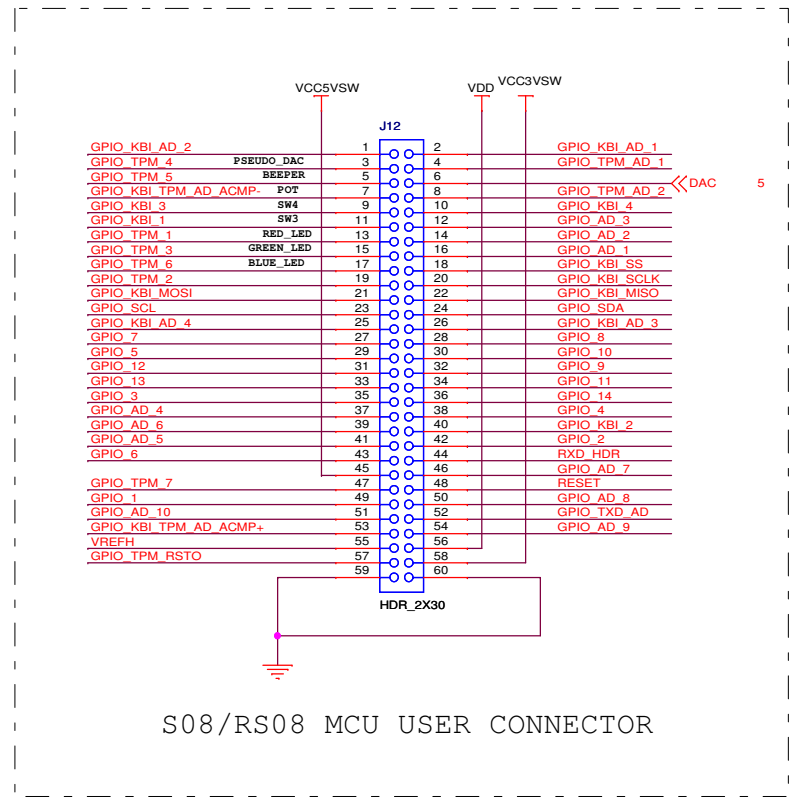 VCC5VSW VDD VCC3VSW
J12
GPIO_KBI_AD_2 1 2 GPIO_KBI_AD_1
GPIO_TPM_4 PSEUDO_DAC 3 4 GPIO_TPM_AD_1
GPIO_TPM_5 BEEPER 5 6 DAC 5
GPIO_KBI_TPM_AD_ACMP- POT 7 8 GPIO_TPM_AD_2
GPIO_KBI_3 SW4 9 10 GPIO_KBI_4
GPIO_KBI_1 SW3 11 12 GPIO_AD_3
GPIO_TPM_1 RED_LED 13 14 GPIO_AD_2
GPIO_TPM_3 GREEN_LED 15 16 GPIO_AD_1
GPIO_TPM_6 BLUE_LED 17 18 GPIO_KBI_SS
GPIO_TPM_2 19 20 GPIO_KBI_SCLK
GPIO_KBI_MOSI 21 22 GPIO_KBI_MISO
GPIO_SCL 23 24 GPIO_SDA
GPIO_KBI_AD_4 25 26 GPIO_KBI_AD_3
GPIO_7 27 28 GPIO_8
GPIO_5 29 30 GPIO_10
GPIO_12 31 32 GPIO_9
GPIO_13 33 34 GPIO_11
GPIO_3 35 36 GPIO_14
GPIO_AD_4 37 38 GPIO_4
GPIO_AD_6 39 40 GPIO_KBI_2
GPIO_AD_5 41 42 GPIO_2
GPIO_6 43 44 RXD_HDR
45 46 GPIO_AD_7
GPIO_TPM_7 47 48 RESET
GPIO_1 49 50 GPIO_AD_8
GPIO_AD_10 51 52 GPIO_TXD_AD
GPIO_KBI_TPM_AD_ACMP+ 53 54 GPIO_AD_9
VREFH 55 56
GPIO_TPM_RSTO 57 58
59 60
HDR_2X30
S08/RS08 MCU USER CONNECTOR